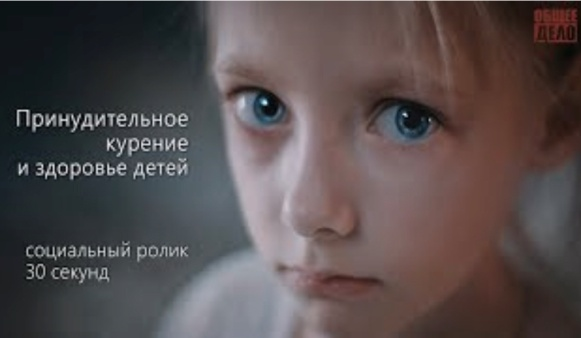 ОБЩЕЕ
ДЕЛО
Принудительное
курение
и здоровье детей
социальный ролик
30 секунд